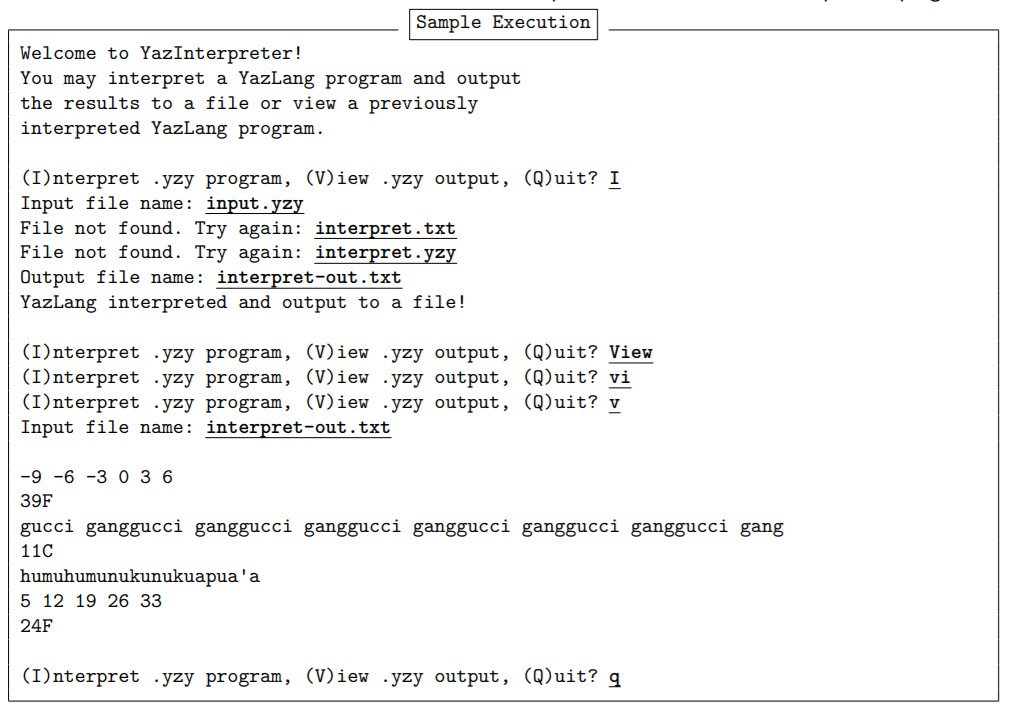 Sample Execution
Welcome to YazInterpreter!
You may interpret a YazLang program and output
the results to a file or view a previously
interpreted YazLang program.
(I)nterpret .yzy program, (V)iew .yzy output, (Q)uit? I
Input file name: input.yzy
File not found. Try again: interpret.txt
File not found. Try again: interpret.yzy
Output file name: interpret-out.txt
YazLang interpreted and output to a file!
(I)nterpret .yzy program, (V)iew .yzy output, (Q)uit? View
(I)nterpret .yzy program, (V)iew .yzy output, (Q)uit? vi
(I)nterpret .yzy program, (V)iew .yzy output, (Q)uit? v
Input file name: interpret-out.txt
-9 -6 -3 0 3 6
39F
gucci ganggucci ganggucci ganggucci ganggucci ganggucci ganggucci gang
11C
humuhumunukunukuapua'a
5 12 19 26 33
24F
(I)nterpret .yzy program, (V)iew .yzy output, (Q)uit? q